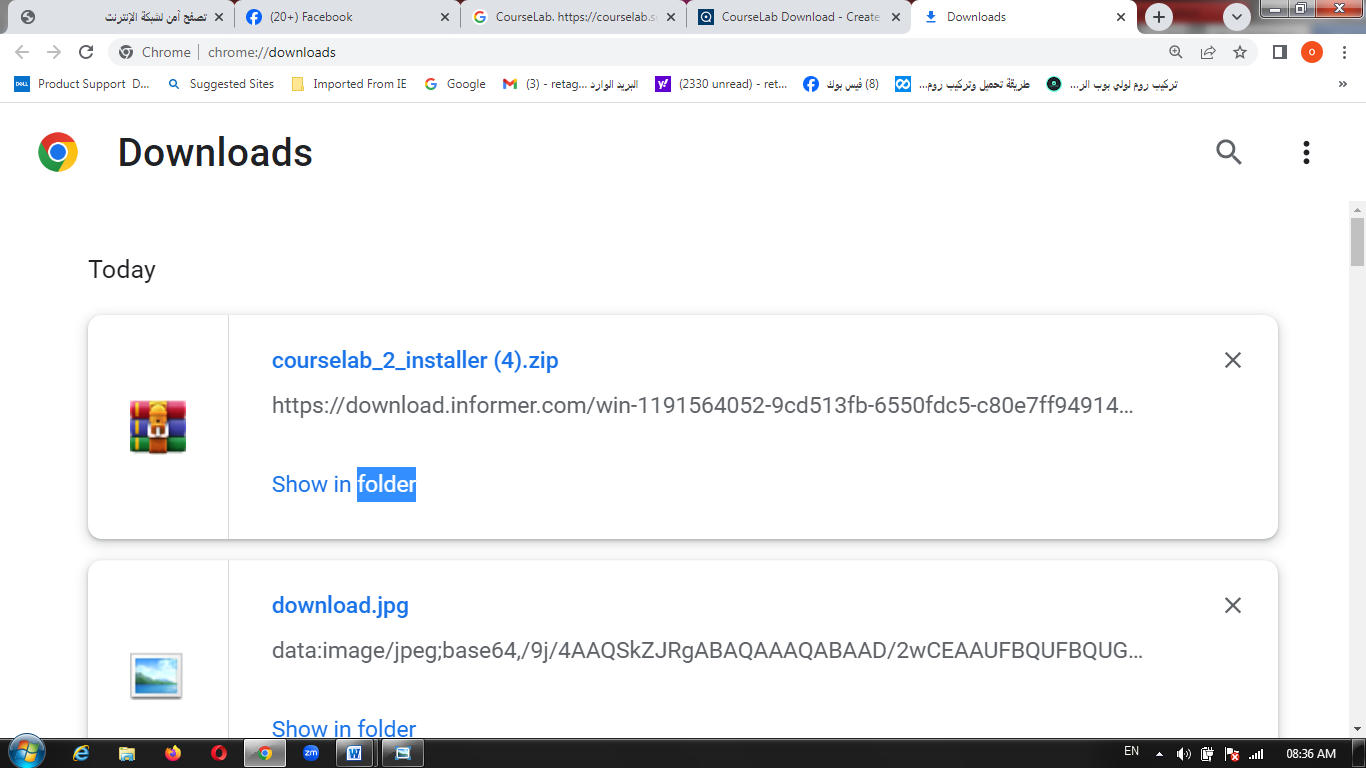 تصفح آمن لشبكة الإنترنت
(20+) Facebook
CourseLab. https://courselab.s
CourseLab Download - Create
Downloads
Chrome
chrome://downloads
o
DELL
Product Support D...
Suggested Sites
Imported From IE
Google
(3) - retag... البريد الوارد
(2330 unread) - ret...
(8) فيس بوك
طريقة تحميل وتركيب روم...
تركيب روم لولي بوب الر...
»
Downloads
Today
courselab_2_installer (4).zip
https://download.informer.com/win-1191564052-9cd513fb-6550fdc5-c80e7ff94914…
Show in folder
download.jpg
data:image/jpeg;base64,/9j/4AAQSkZJRgABAQAAAQABAAD/2wCEAAUFBQUFBQUG…
Show in folder
zm
W
EN
08:36 AM